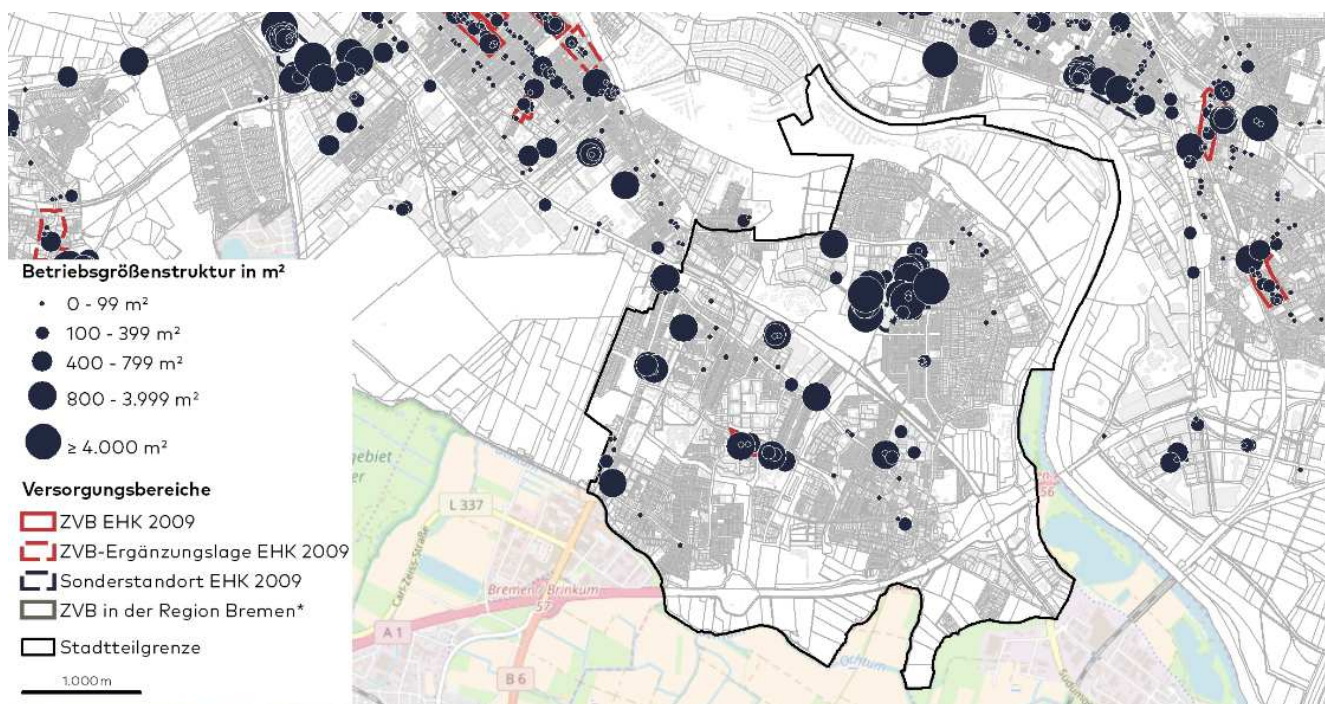 Betriebsgrößenstruktur in m²
0 - 99 m²
100 - 399 m²
400 - 799 m²
800 - 3.999 m²
≥ 4.000 m²
Versorgungsbereiche
ZVB EHK 2009
ZVB-Ergänzungslage EHK 2009
Sonderstandort EHK 2009
ZVB in der Region Bremen*
Stadtteilgrenze
1.000 m
L 337
Carl-Zeiss-Straße
Bremen / Brinkum
57
A 1
B 6
Ochtum
56